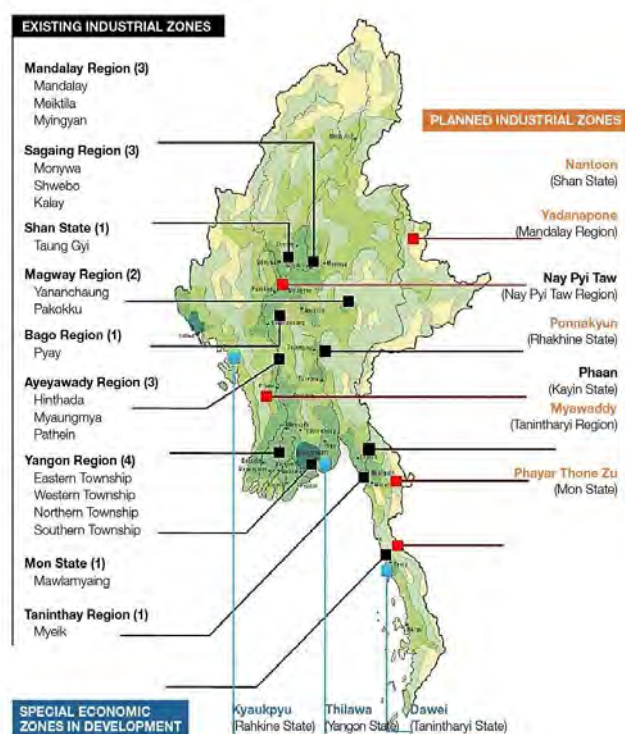 EXISTING INDUSTRIAL ZONES
Mandalay Region (3)
Mandalay
Meiktila
Myingyan
Sagaing Region (3)
Monywa
Shwebo
Kalay
Shan State (1)
Taung Gyi
Magway Region (2)
Yananchaung
Pakokku
Bago Region (1)
Pyay
Ayeyawady Region (3)
Hinthada
Myaungmya
Pathein
Yangon Region (4)
Eastern Township
Western Township
Northern Township
Southern Township
Mon State (1)
Mawlamyaing
Taninthay Region (1)
Myeik
PLANNED INDUSTRIAL ZONES
Nantoon
(Shan State)
Yadanapone
(Mandalay Region)
Nay Pyi Taw
(Nay Pyi Taw Region)
Ponnakyun
(Rhakhine State)
Phaan
(Kayin State)
Myawaddy
(Tanintharyi Region)
Phayar Thone Zu
(Mon State)
SPECIAL ECONOMIC
ZONES IN DEVELOPMENT
Kyaukpyu
(Rahkine State)
Thilawa
(Yangon State)
Dawei
(Tanintharyi State)